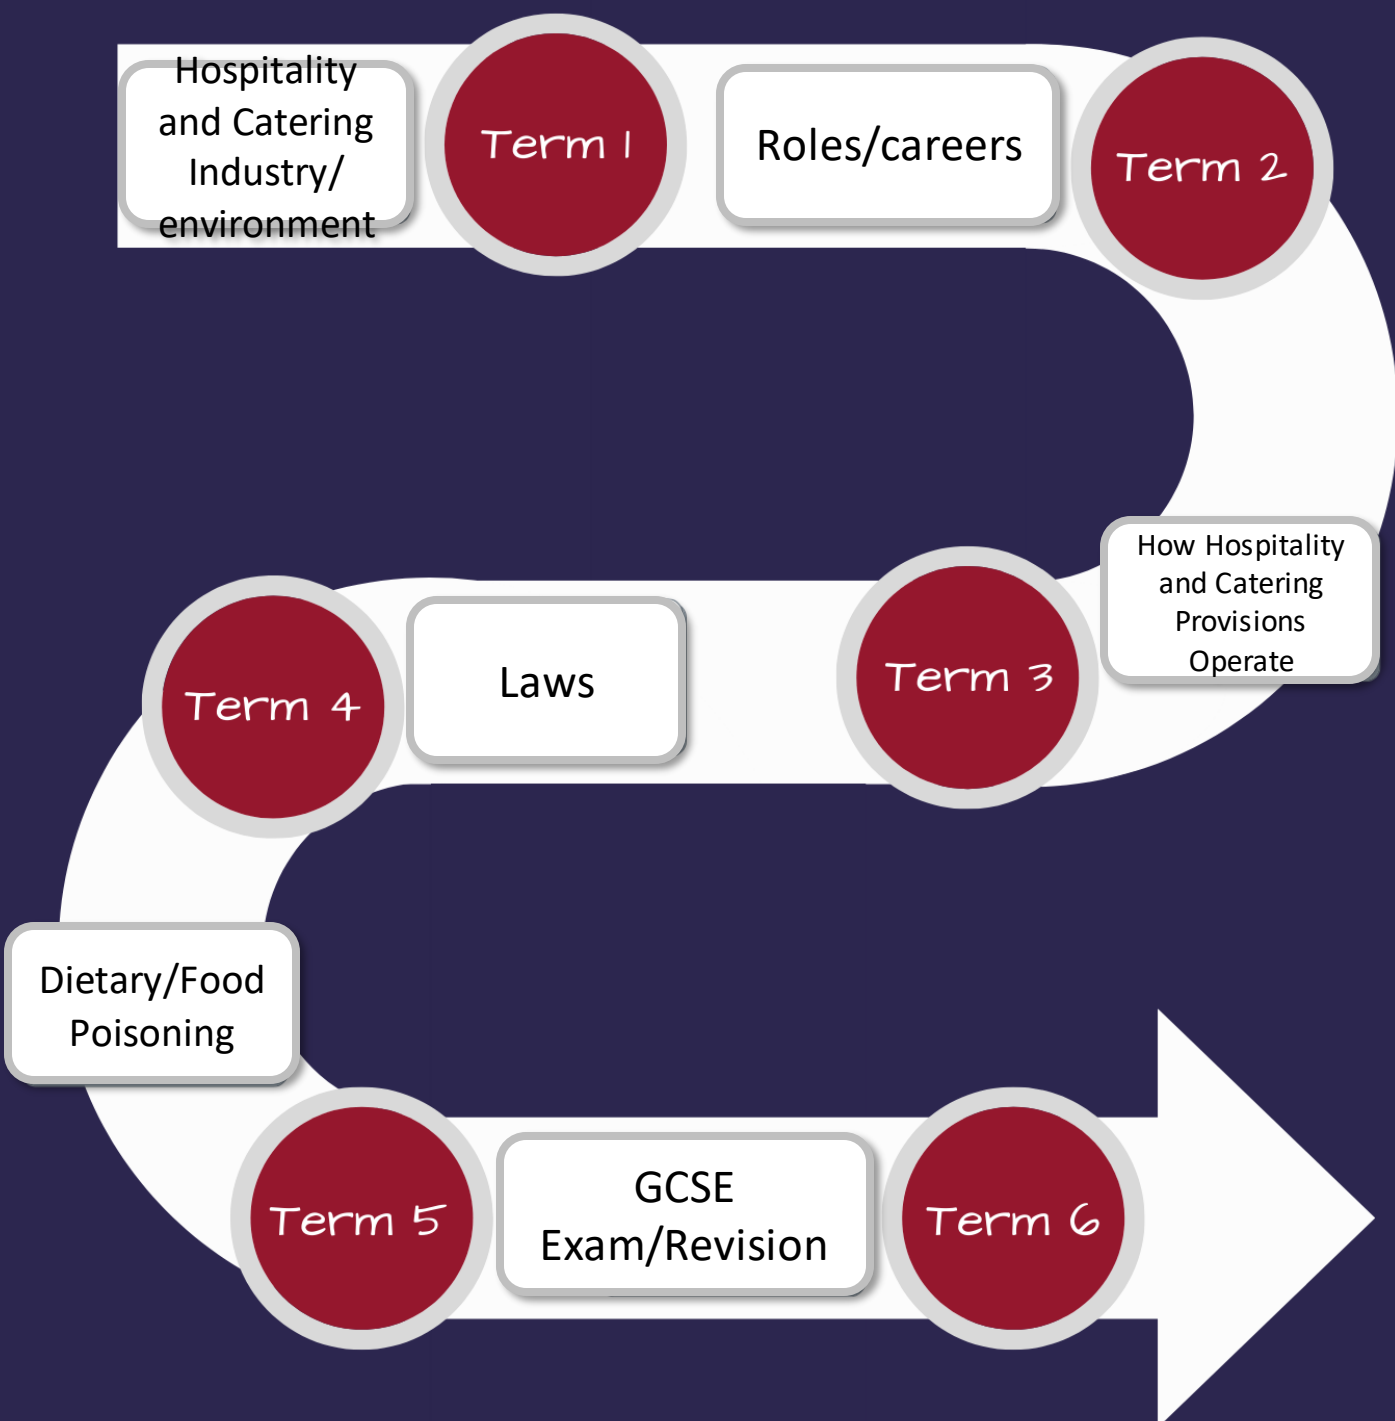 Hospitality
and Catering
Industry/
environment
Term 1
Roles/careers
Term 2
How Hospitality
and Catering
Provisions
Operate
Term 3
Laws
Term 4
Dietary/Food
Poisoning
Term 5
GCSE
Exam/Revision
Term 6